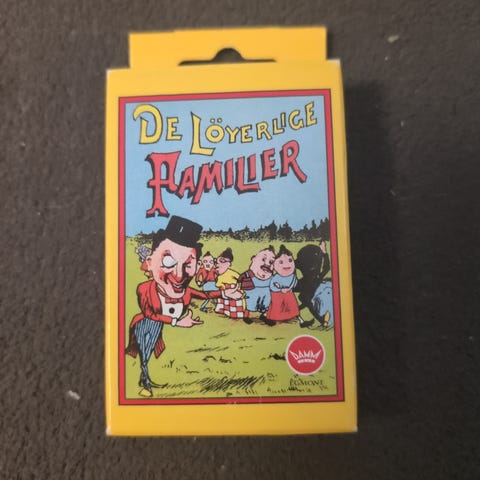 DE LÖYERLIGE
FAMILIER
DAMM
EGMONT